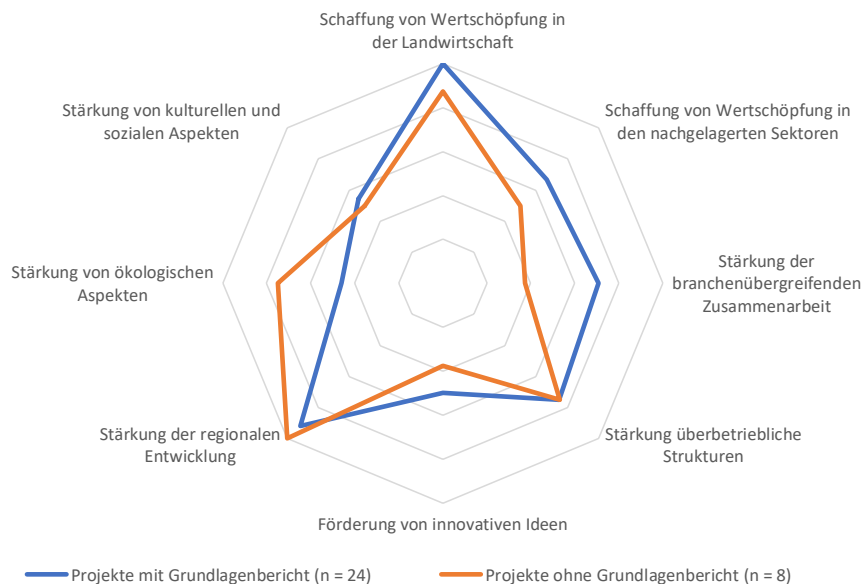 Schaffung von Wertschöpfung in
der Landwirtschaft
Schaffung von Wertschöpfung in
den nachgelagerten Sektoren
Stärkung der
branchenübergreifenden
Zusammenarbeit
Stärkung überbetriebliche
Strukturen
Förderung von innovativen Ideen
Stärkung der regionalen
Entwicklung
Stärkung von ökologischen
Aspekten
Stärkung von kulturellen und
sozialen Aspekten
Projekte mit Grundlagenbericht (n = 24)
Projekte ohne Grundlagenbericht (n = 8)